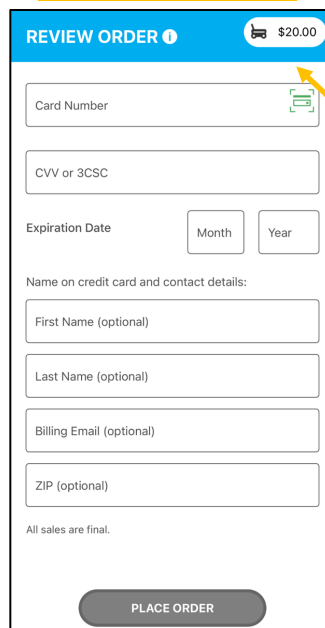 REVIEW ORDER i $20.00
Card Number
CVV or 3CSC
Expiration Date Month Year
Name on credit card and contact details:
First Name (optional)
Last Name (optional)
Billing Email (optional)
ZIP (optional)
All sales are final.
PLACE ORDER